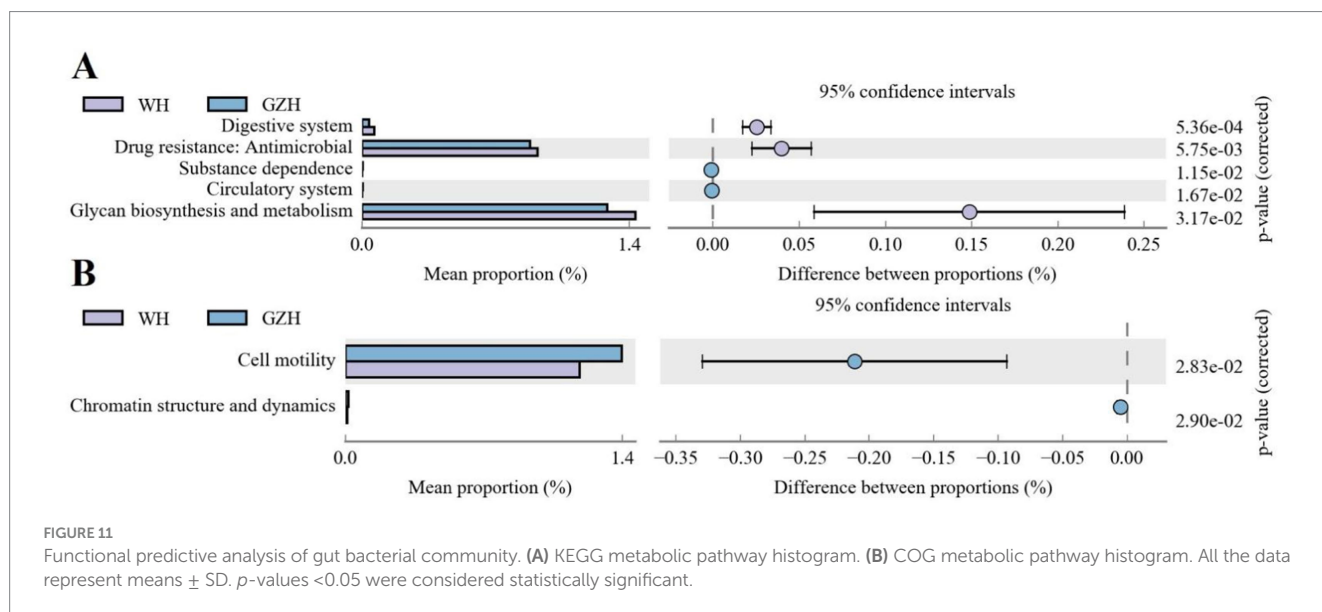 A
WH GZH
95% confidence intervals
Digestive system 5.36e-04
Drug resistance: Antimicrobial 5.75e-03
Substance dependence 1.15e-02
Circulatory system 1.67e-02
Glycan biosynthesis and metabolism 3.17e-02
p-value (corrected)
0.0 1.4 0.00 0.05 0.10 0.15 0.20 0.25
Mean proportion (%) Difference between proportions (%)
B
WH GZH
95% confidence intervals
Cell motility 2.83e-02
Chromatin structure and dynamics 2.90e-02
p-value (corrected)
0.0 1.4 −0.35 −0.30 −0.25 −0.20 −0.15 −0.10 −0.05 0.00
Mean proportion (%) Difference between proportions (%)
FIGURE 11
Functional predictive analysis of gut bacterial community. (A) KEGG metabolic pathway histogram. (B) COG metabolic pathway histogram. All the data
represent means ± SD. p-values <0.05 were considered statistically significant.